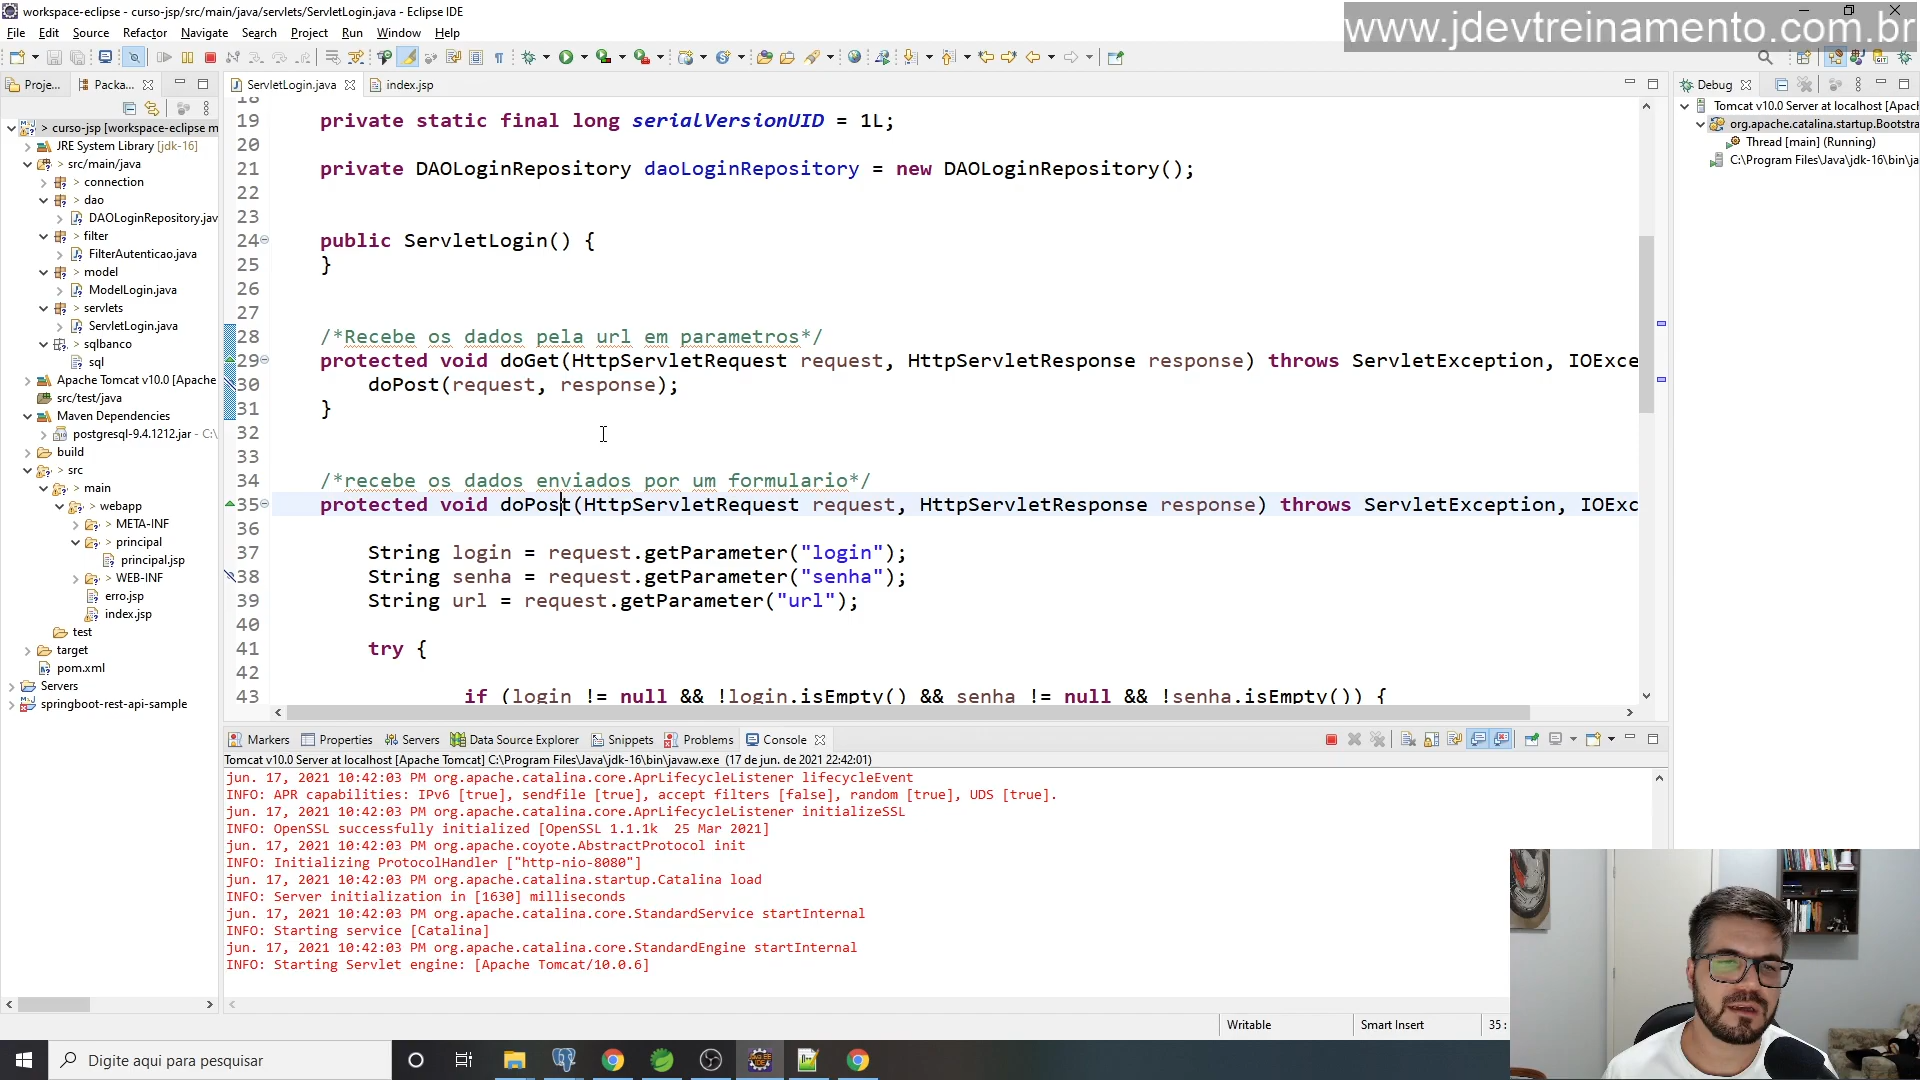 workspace-eclipse - curso-jsp/src/main/java/servlets/ServletLogin.java - Eclipse IDE
www.jdevtreinamento.com.br
File Edit Source Refactor Navigate Search Project Run Window Help
Proje...
Packa...
ServletLogin.java
index.jsp
Debug
> curso-jsp [workspace-eclipse m
JRE System Library [jdk-16]
> src/main/java
> connection
> dao
DAOLoginRepository.jav
> filter
FilterAutenticao.java
> model
ModelLogin.java
> servlets
ServletLogin.java
> sqlbanco
sql
Apache Tomcat v10.0 [Apache
src/test/java
Maven Dependencies
postgresql-9.4.1212.jar - C:\
build
> src
> main
> webapp
> META-INF
> principal
principal.jsp
> WEB-INF
erro.jsp
index.jsp
test
target
pom.xml
Servers
springboot-rest-api-sample
18
19 private static final long serialVersionUID = 1L;
20
21 private DAOLoginRepository daoLoginRepository = new DAOLoginRepository();
22
23
24 public ServletLogin() {
25 }
26
27
28 /*Recebe os dados pela url em parametros*/
29 protected void doGet(HttpServletRequest request, HttpServletResponse response) throws ServletException, IOExce
30 doPost(request, response);
31 }
32
33
34 /*recebe os dados enviados por um formulario*/
35 protected void doPost(HttpServletRequest request, HttpServletResponse response) throws ServletException, IOExc
36
37 String login = request.getParameter("login");
38 String senha = request.getParameter("senha");
39 String url = request.getParameter("url");
40
41 try {
42
43 if (login != null && !login.isEmpty() && senha != null && !senha.isEmpty()) {
Tomcat v10.0 Server at localhost [Apach
org.apache.catalina.startup.Bootstra
Thread [main] (Running)
C:\Program Files\Java\jdk-16\bin\ja
Markers Properties Servers Data Source Explorer Snippets Problems Console
Tomcat v10.0 Server at localhost [Apache Tomcat] C:\Program Files\Java\jdk-16\bin\javaw.exe (17 de jun. de 2021 22:42:01)
jun. 17, 2021 10:42:03 PM org.apache.catalina.core.AprLifecycleListener lifecycleEvent
INFO: APR capabilities: IPv6 [true], sendfile [true], accept filters [false], random [true], UDS [true].
jun. 17, 2021 10:42:03 PM org.apache.catalina.core.AprLifecycleListener initializeSSL
INFO: OpenSSL successfully initialized [OpenSSL 1.1.1k 25 Mar 2021]
jun. 17, 2021 10:42:03 PM org.apache.coyote.AbstractProtocol init
INFO: Initializing ProtocolHandler ["http-nio-8080"]
jun. 17, 2021 10:42:03 PM org.apache.catalina.startup.Catalina load
INFO: Server initialization in [1630] milliseconds
jun. 17, 2021 10:42:03 PM org.apache.catalina.core.StandardService startInternal
INFO: Starting service [Catalina]
jun. 17, 2021 10:42:03 PM org.apache.catalina.core.StandardEngine startInternal
INFO: Starting Servlet engine: [Apache Tomcat/10.0.6]
Writable
Smart Insert
35 :
Digite aqui para pesquisar